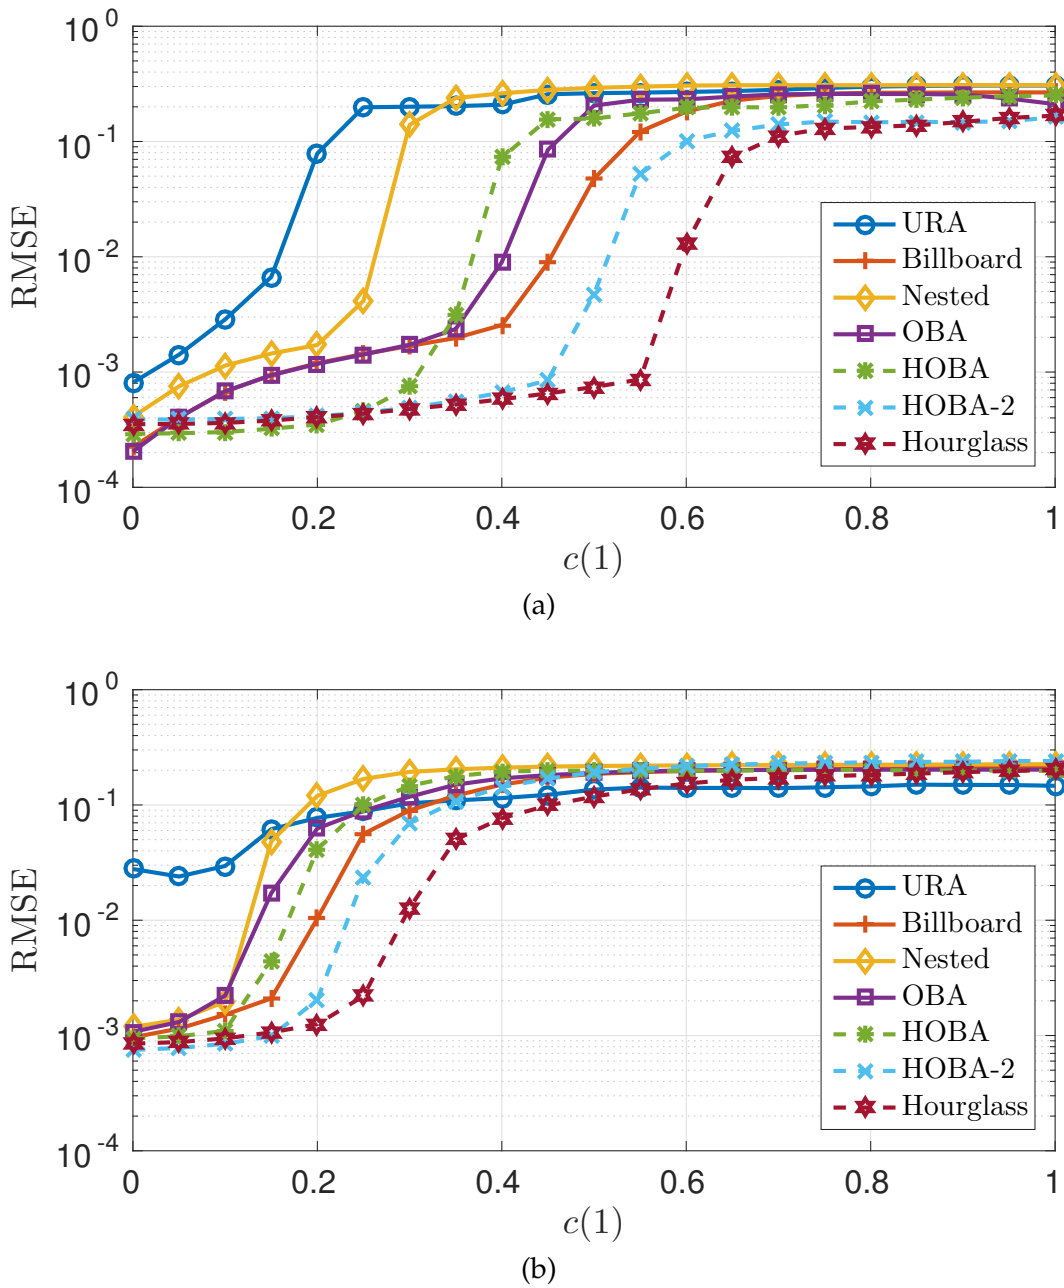 10^0
10^-1
10^-2
10^-3
10^-4
RMSE
URA
Billboard
Nested
OBA
HOBA
HOBA-2
Hourglass
0 0.2 0.4 0.6 0.8 1
c(1)
(a)
10^0
10^-1
10^-2
10^-3
10^-4
RMSE
URA
Billboard
Nested
OBA
HOBA
HOBA-2
Hourglass
0 0.2 0.4 0.6 0.8 1
c(1)
(b)